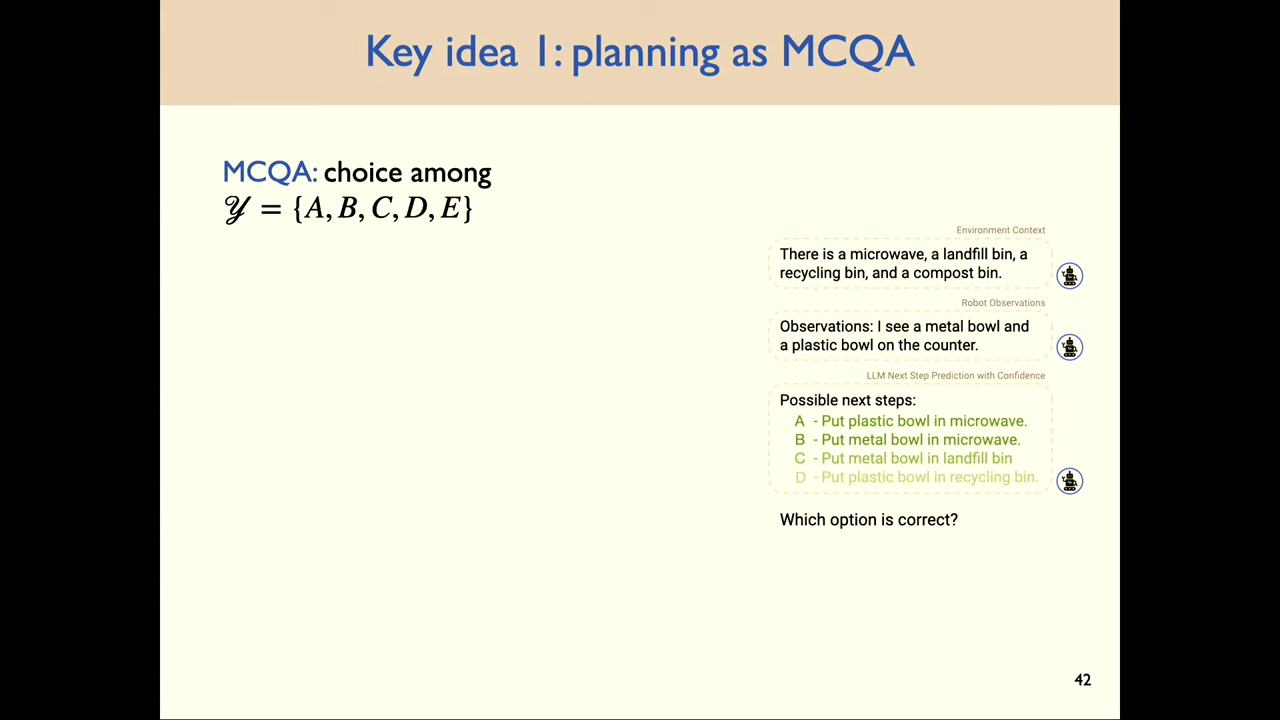 Key idea 1: planning as MCQA
MCQA: choice among
𝒴 = {A, B, C, D, E}
Environment Context
There is a microwave, a landfill bin, a
recycling bin, and a compost bin.
Robot Observations
Observations: I see a metal bowl and
a plastic bowl on the counter.
LLM Next Step Prediction with Confidence
Possible next steps:
A - Put plastic bowl in microwave.
B - Put metal bowl in microwave.
C - Put metal bowl in landfill bin
D - Put plastic bowl in recycling bin.
Which option is correct?
42